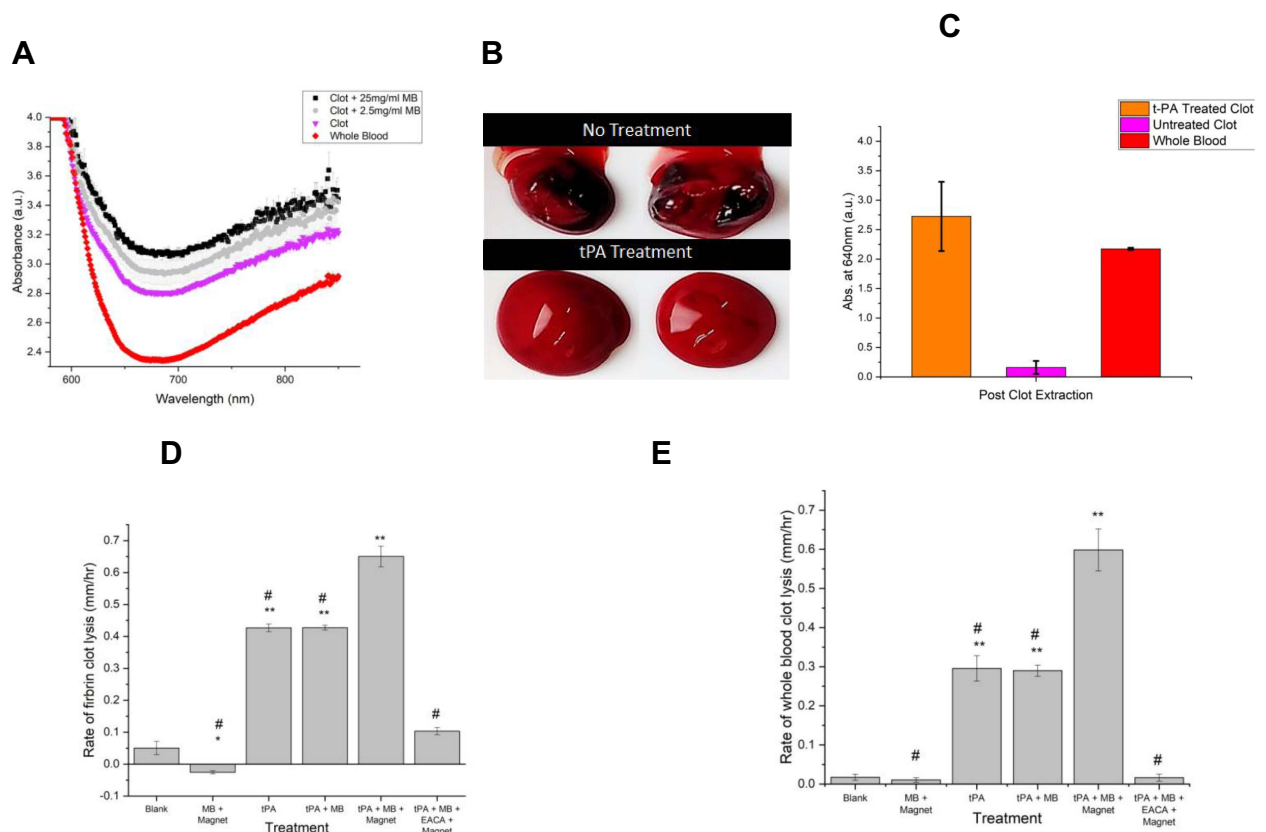 A
Clot + 25mg/ml MB
Clot + 2.5mg/ml MB
Clot
Whole Blood
4.0
3.8
3.6
3.4
3.2
3.0
2.8
2.6
2.4
Absorbance (a.u.)
600 700 800
Wavelength (nm)
B
No Treatment
tPA Treatment
C
t-PA Treated Clot
Untreated Clot
Whole Blood
4.0
3.5
3.0
2.5
2.0
1.5
1.0
0.5
0.0
Abs. at 640nm (a.u.)
Post Clot Extraction
D
0.7
0.6
0.5
0.4
0.3
0.2
0.1
0.0
-0.1
Rate of firbrin clot lysis (mm/hr)
#
*
#
**
#
**
**
#
Blank
MB +
Magnet
tPA
tPA + MB
tPA + MB +
Magnet
tPA + MB +
EACA +
Magnet
Treatment
E
0.7
0.6
0.5
0.4
0.3
0.2
0.1
0.0
Rate of whole blood clot lysis (mm/hr)
#
#
**
#
**
**
#
Blank
MB +
Magnet
tPA
tPA + MB
tPA + MB +
Magnet
tPA + MB +
EACA +
Magnet
Treatment